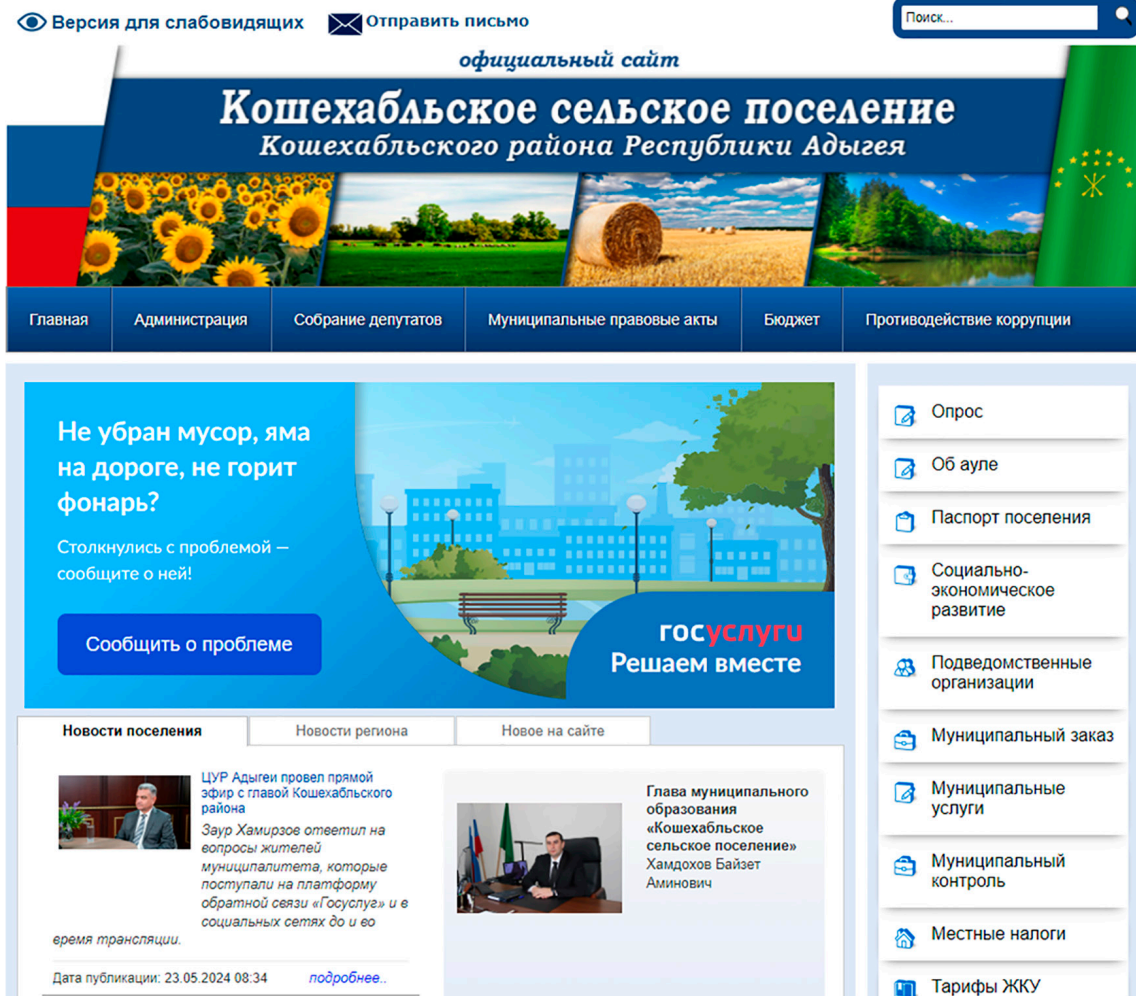 Версия для слабовидящих
Отправить письмо
Поиск...
официальный сайт
Кошехабльское сельское поселение
Кошехабльского района Республики Адыгея
Главная
Администрация
Собрание депутатов
Муниципальные правовые акты
Бюджет
Противодействие коррупции
Не убран мусор, яма
на дороге, не горит
фонарь?
Столкнулись с проблемой —
сообщите о ней!
Сообщить о проблеме
госуслуги
Решаем вместе
Новости поселения
Новости региона
Новое на сайте
ЦУР Адыгеи провел прямой
эфир с главой Кошехабльского
района
Заур Хамирзов ответил на
вопросы жителей
муниципалитета, которые
поступали на платформу
обратной связи «Госуслуг» и в
социальных сетях до и во
время трансляции.
Дата публикации: 23.05.2024 08:34
подробнее..
Глава муниципального
образования
«Кошехабльское
сельское поселение»
Хамдохов Байзет
Аминович
Опрос
Об ауле
Паспорт поселения
Социально-
экономическое
развитие
Подведомственные
организации
Муниципальный заказ
Муниципальные
услуги
Муниципальный
контроль
Местные налоги
Тарифы ЖКУ